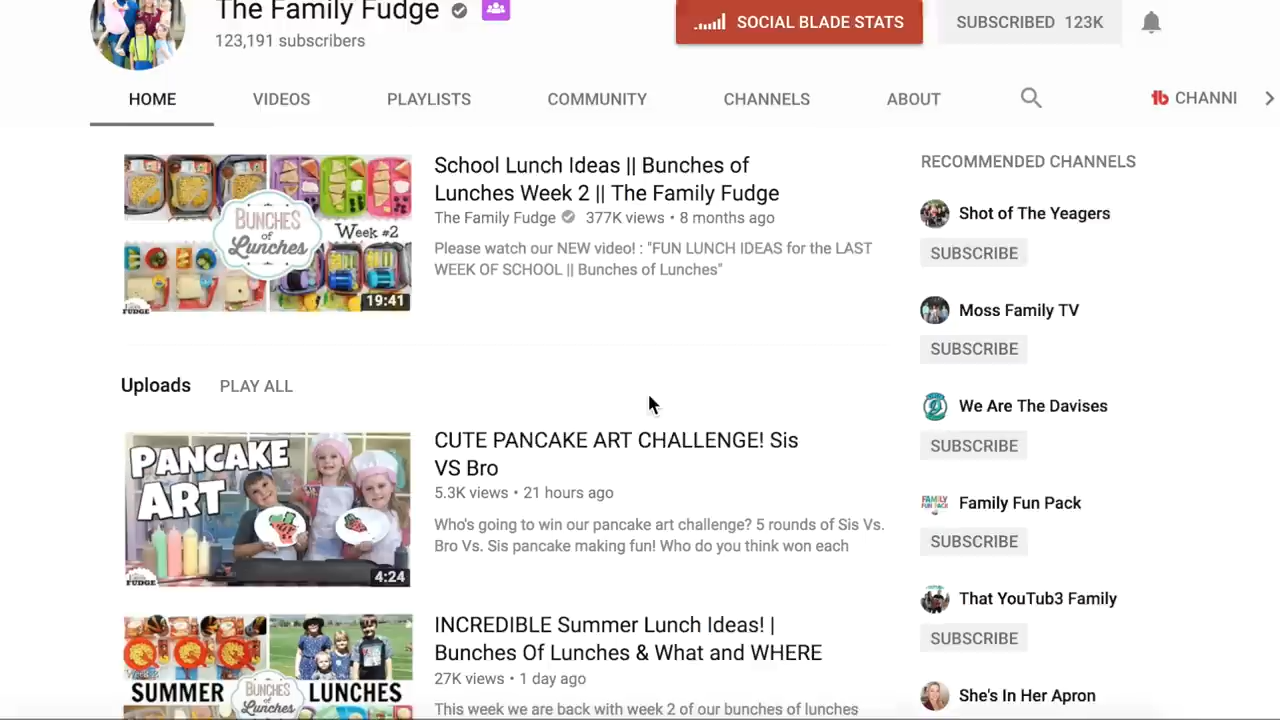 The Family Fudge
123,191 subscribers
SOCIAL BLADE STATS
SUBSCRIBED 123K
HOME VIDEOS PLAYLISTS COMMUNITY CHANNELS ABOUT
CHANNI
BUNCHES
of
Lunches
Week #2
FUDGE
19:41
School Lunch Ideas || Bunches of
Lunches Week 2 || The Family Fudge
The Family Fudge 377K views • 8 months ago
Please watch our NEW video! : "FUN LUNCH IDEAS for the LAST
WEEK OF SCHOOL || Bunches of Lunches"
Uploads PLAY ALL
PANCAKE
ART
FUDGE
4:24
CUTE PANCAKE ART CHALLENGE! Sis
VS Bro
5.3K views • 21 hours ago
Who's going to win our pancake art challenge? 5 rounds of Sis Vs.
Bro Vs. Sis pancake making fun! Who do you think won each
SUMMER LUNCHES
BUNCHES
of
Lunches
INCREDIBLE Summer Lunch Ideas! |
Bunches Of Lunches & What and WHERE
27K views • 1 day ago
This week we are back with week 2 of our bunches of lunches
RECOMMENDED CHANNELS
Shot of The Yeagers
SUBSCRIBE
Moss Family TV
SUBSCRIBE
We Are The Davises
SUBSCRIBE
FAMILY
FUN PACK
Family Fun Pack
SUBSCRIBE
That YouTub3 Family
SUBSCRIBE
She's In Her Apron